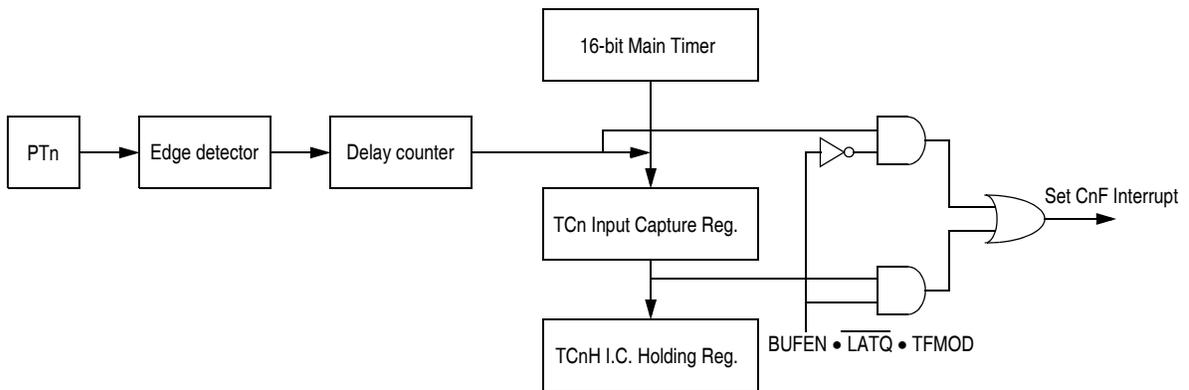 16-bit Main Timer
PTn
Edge detector
Delay counter
TCn Input Capture Reg.
Set CnF Interrupt
TCnH I.C. Holding Reg.
BUFEN • L̅A̅T̅Q̅ • TFMOD